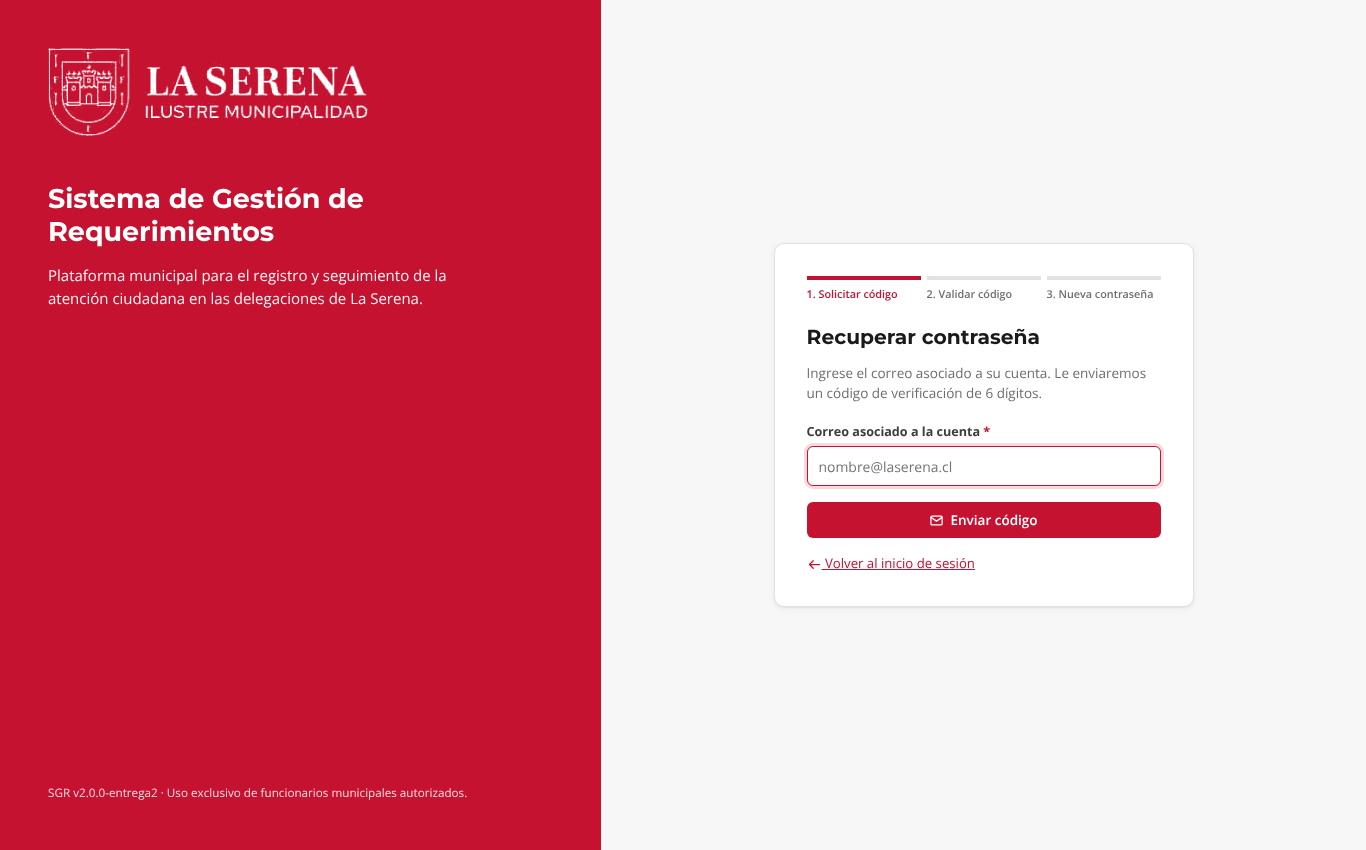 LA SERENA
ILUSTRE MUNICIPALIDAD
Sistema de Gestión de
Requerimientos
Plataforma municipal para el registro y seguimiento de la
atención ciudadana en las delegaciones de La Serena.
SGR v2.0.0-entrega2 · Uso exclusivo de funcionarios municipales autorizados.
1. Solicitar código
2. Validar código
3. Nueva contraseña
Recuperar contraseña
Ingrese el correo asociado a su cuenta. Le enviaremos
un código de verificación de 6 dígitos.
Correo asociado a la cuenta *
nombre@laserena.cl
Enviar código
← Volver al inicio de sesión